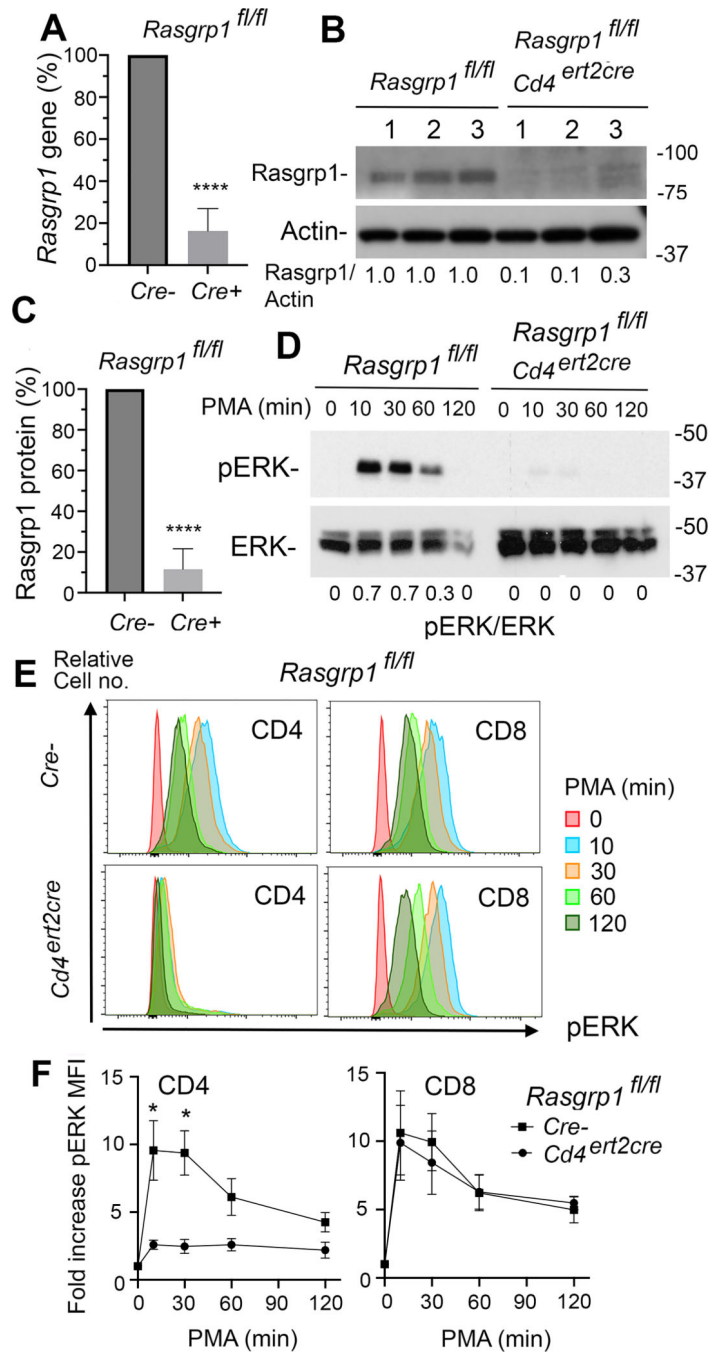 A
Rasgrp1 fl/fl
Rasgrp1 gene (%)
100
80
60
40
20
0
****
Cre- Cre+
B
Rasgrp1 fl/fl
Rasgrp1 fl/fl
Cd4 ert2cre
1 2 3 1 2 3
Rasgrp1-
-100
-75
Actin-
-37
Rasgrp1/
Actin
1.0 1.0 1.0 0.1 0.1 0.3
C
Rasgrp1 fl/fl
Rasgrp1 protein (%)
100
80
60
40
20
0
****
Cre- Cre+
D
Rasgrp1 fl/fl
Rasgrp1 fl/fl
Cd4 ert2cre
PMA (min) 0 10 30 60 120 0 10 30 60 120
pERK-
-50
-37
ERK-
-50
-37
0 0.7 0.7 0.3 0 0 0 0 0 0
pERK/ERK
E
Relative
Cell no.
Rasgrp1 fl/fl
Cre-
CD4
CD8
Cd4 ert2cre
CD4
CD8
PMA (min)
0
10
30
60
120
pERK
F
Fold increase pERK MFI
CD4
15
10
5
0
* *
0 30 60 90 120
PMA (min)
CD8
15
10
5
0
0 30 60 90 120
PMA (min)
Rasgrp1 fl/fl
Cre-
Cd4 ert2cre